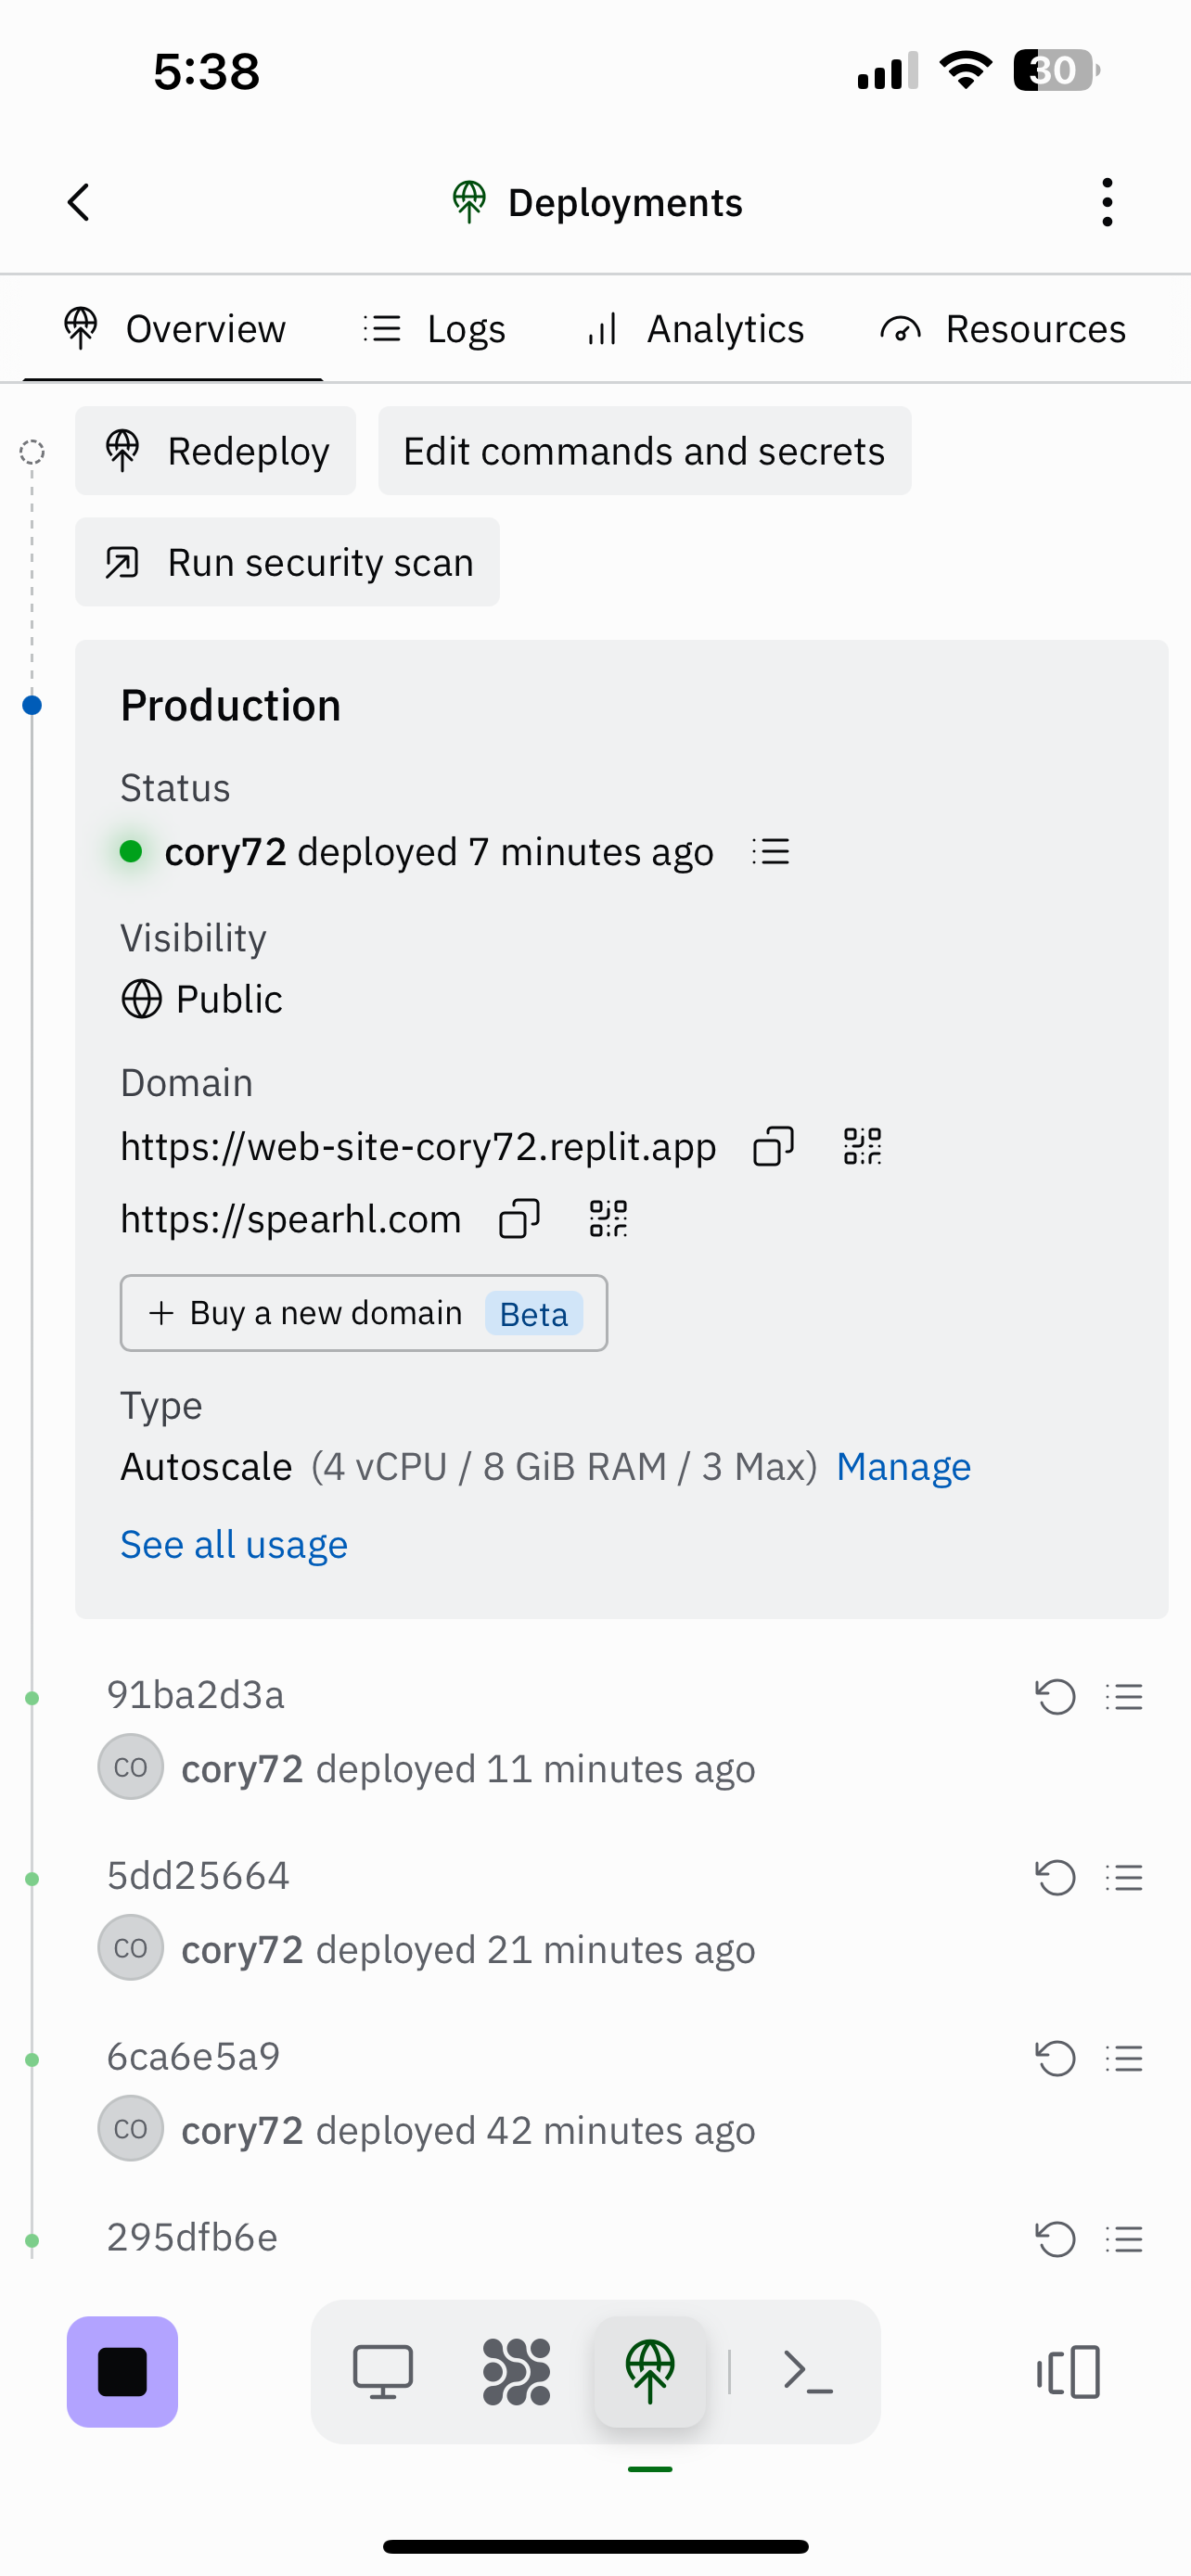 5:38
30
Deployments
Overview Logs Analytics Resources
Redeploy Edit commands and secrets
Run security scan
Production
Status
cory72 deployed 7 minutes ago
Visibility
Public
Domain
https://web-site-cory72.replit.app
https://spearhl.com
+ Buy a new domain Beta
Type
Autoscale (4 vCPU / 8 GiB RAM / 3 Max) Manage
See all usage
91ba2d3a
CO cory72 deployed 11 minutes ago
5dd25664
CO cory72 deployed 21 minutes ago
6ca6e5a9
CO cory72 deployed 42 minutes ago
295dfb6e